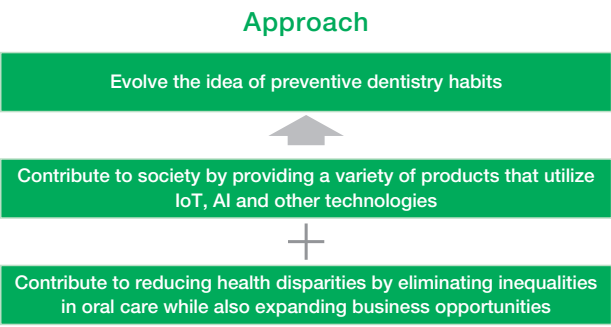 Approach
Evolve the idea of preventive dentistry habits
Contribute to society by providing a variety of products that utilize
IoT, AI and other technologies
+
Contribute to reducing health disparities by eliminating inequalities
in oral care while also expanding business opportunities